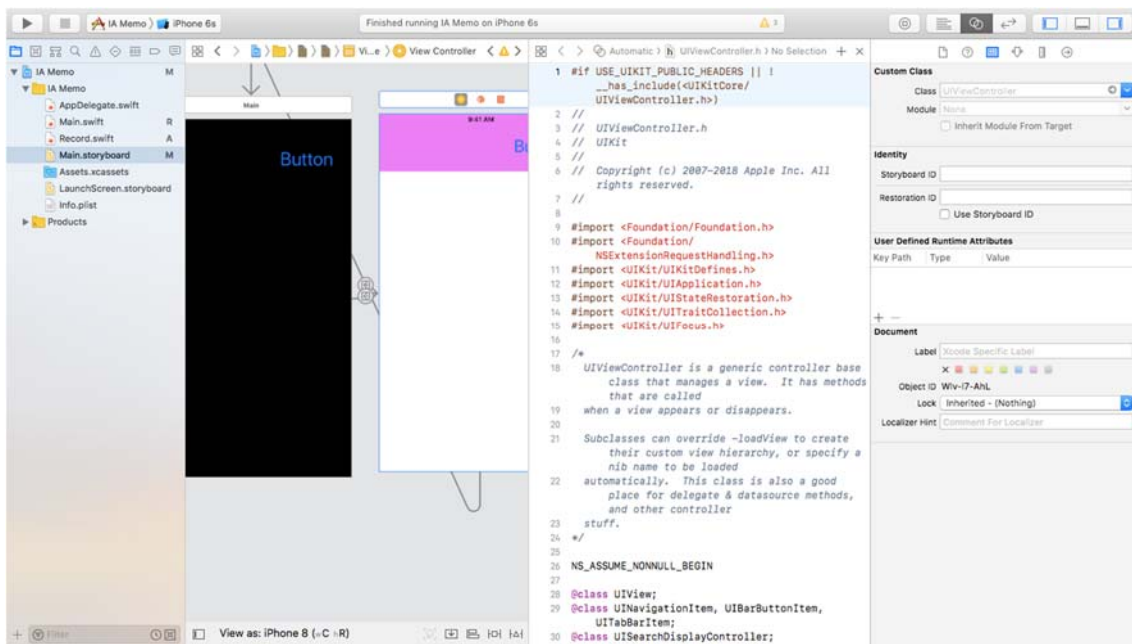 IA Memo
iPhone 6s
Finished running IA Memo on iPhone 6s
Vi...e
View Controller
Automatic
UIViewController.h
No Selection
IA Memo M
IA Memo
AppDelegate.swift
Main.swift R
Record.swift A
Main.storyboard M
Assets.xcassets
LaunchScreen.storyboard
Info.plist
Products
Filter
Main
Button
9:41 AM
View as: iPhone 8 (wC hR)
1 #if USE_UIKIT_PUBLIC_HEADERS || !
__has_include(<UIKitCore/
UIViewController.h>)
2 //
3 // UIViewController.h
4 // UIKit
5 //
6 // Copyright (c) 2007-2018 Apple Inc. All
rights reserved.
7 //
8
9 #import <Foundation/Foundation.h>
10 #import <Foundation/
NSExtensionRequestHandling.h>
11 #import <UIKit/UIKitDefines.h>
12 #import <UIKit/UIApplication.h>
13 #import <UIKit/UIStateRestoration.h>
14 #import <UIKit/UITraitCollection.h>
15 #import <UIKit/UIFocus.h>
16
17 /*
18 UIViewController is a generic controller base
class that manages a view. It has methods
that are called
19 when a view appears or disappears.
20
21 Subclasses can override -loadView to create
their custom view hierarchy, or specify a
nib name to be loaded
22 automatically. This class is also a good
place for delegate & datasource methods,
and other controller
23 stuff.
24 */
25
26 NS_ASSUME_NONNULL_BEGIN
27
28 @class UIView;
29 @class UINavigationItem, UIBarButtonItem,
UITabBarItem;
30 @class UISearchDisplayController;
Custom Class
Class UIViewController
Module None
Inherit Module From Target
Identity
Storyboard ID
Restoration ID
Use Storyboard ID
User Defined Runtime Attributes
Key Path Type Value
Document
Label Xcode Specific Label
Object ID WIv-i7-AhL
Lock Inherited - (Nothing)
Localizer Hint Comment For Localizer